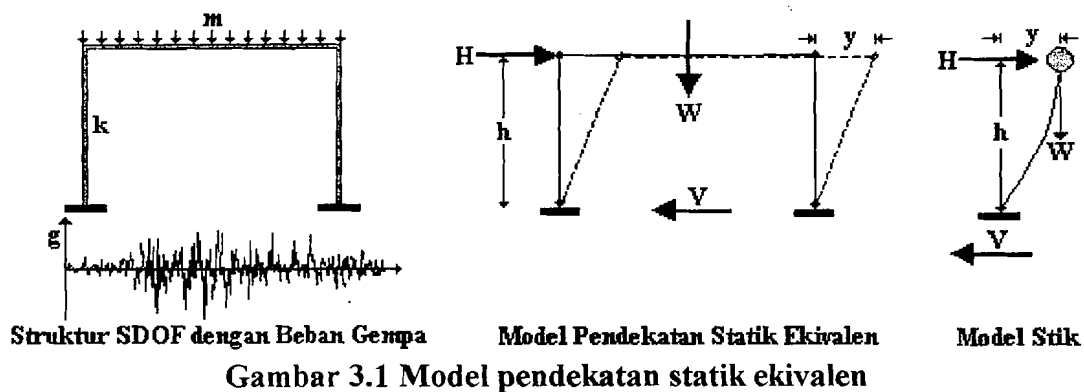 m
k
g
H
h
W
V
y
H
h
W
V
y
Struktur SDOF dengan Beban Gempa
Model Pendekatan Statik Ekivalen
Model Stik
Gambar 3.1 Model pendekatan statik ekivalen